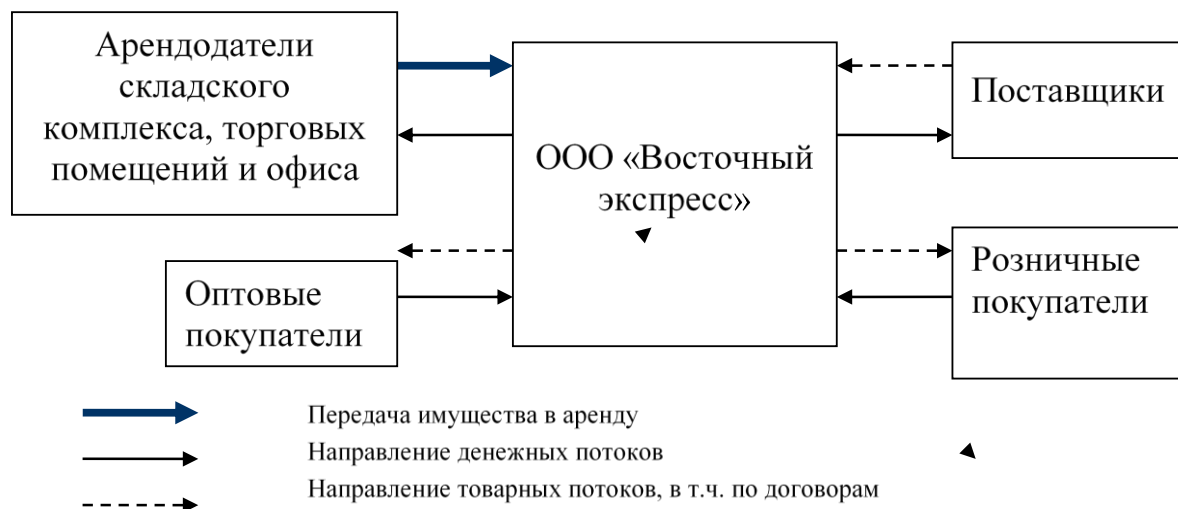 Арендодатели
складского
комплекса, торговых
помещений и офиса
ООО «Восточный
экспресс»
Поставщики
Оптовые
покупатели
Розничные
покупатели
Передача имущества в аренду
Направление денежных потоков
Направление товарных потоков, в т.ч. по договорам